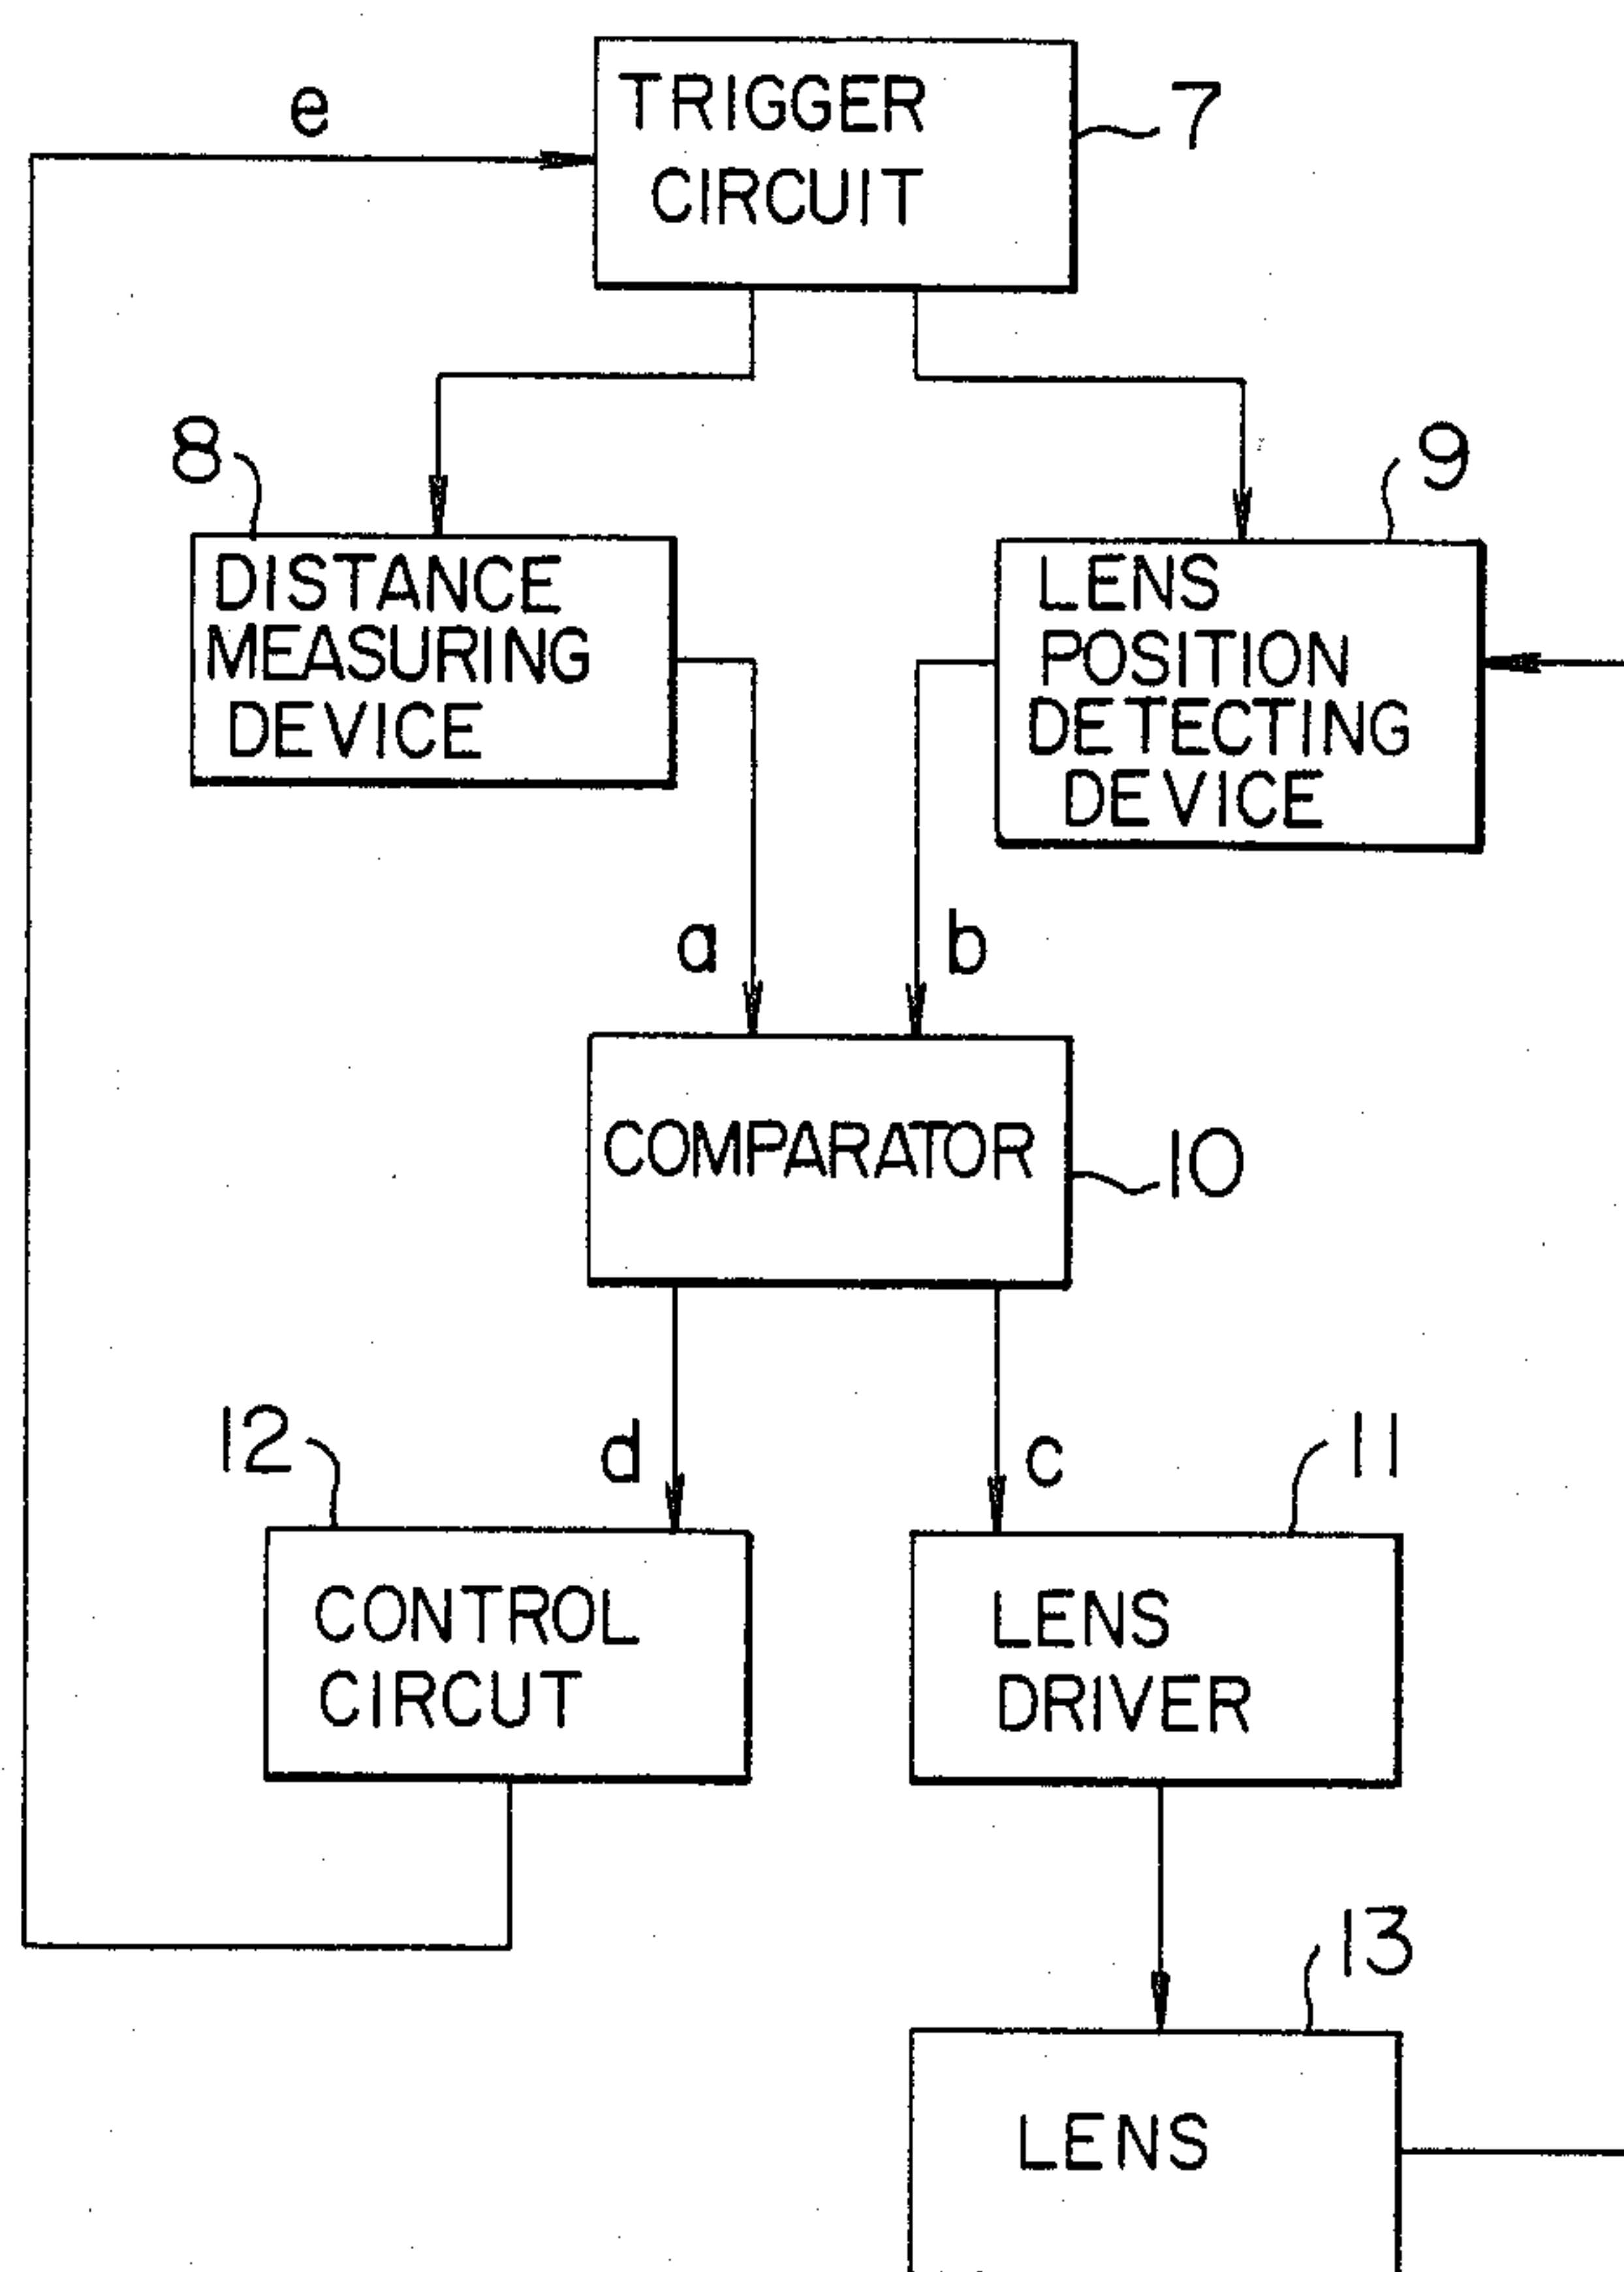 e
TRIGGER
CIRCUIT
7
8
DISTANCE
MEASURING
DEVICE
9
LENS
POSITION
DETECTING
DEVICE
a
b
COMPARATOR
10
12
d
c
11
CONTROL
CIRCUT
LENS
DRIVER
13
LENS